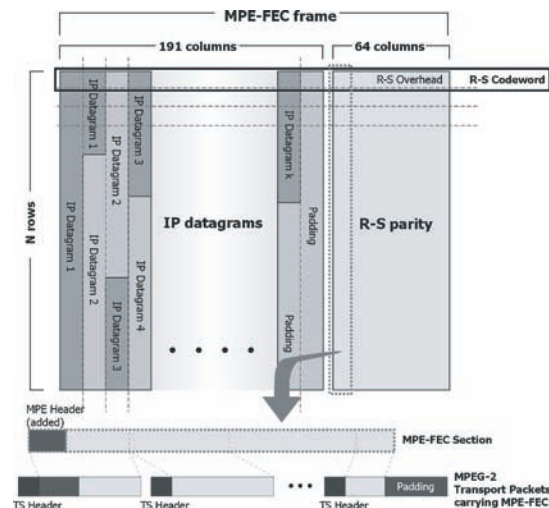 MPE-FEC frame
191 columns
64 columns
R-S Overhead
R-S Codeword
N rows
IP Datagram 1
IP Datagram 1
IP Datagram 2
IP Datagram 2
IP Datagram 3
IP Datagram 3
IP Datagram 4
IP datagrams
IP Datagram k
Padding
Padding
R-S parity
MPE Header
(added)
MPE-FEC Section
TS Header
TS Header
TS Header
Padding
MPEG-2
Transport Packets
carrying MPE-FEC